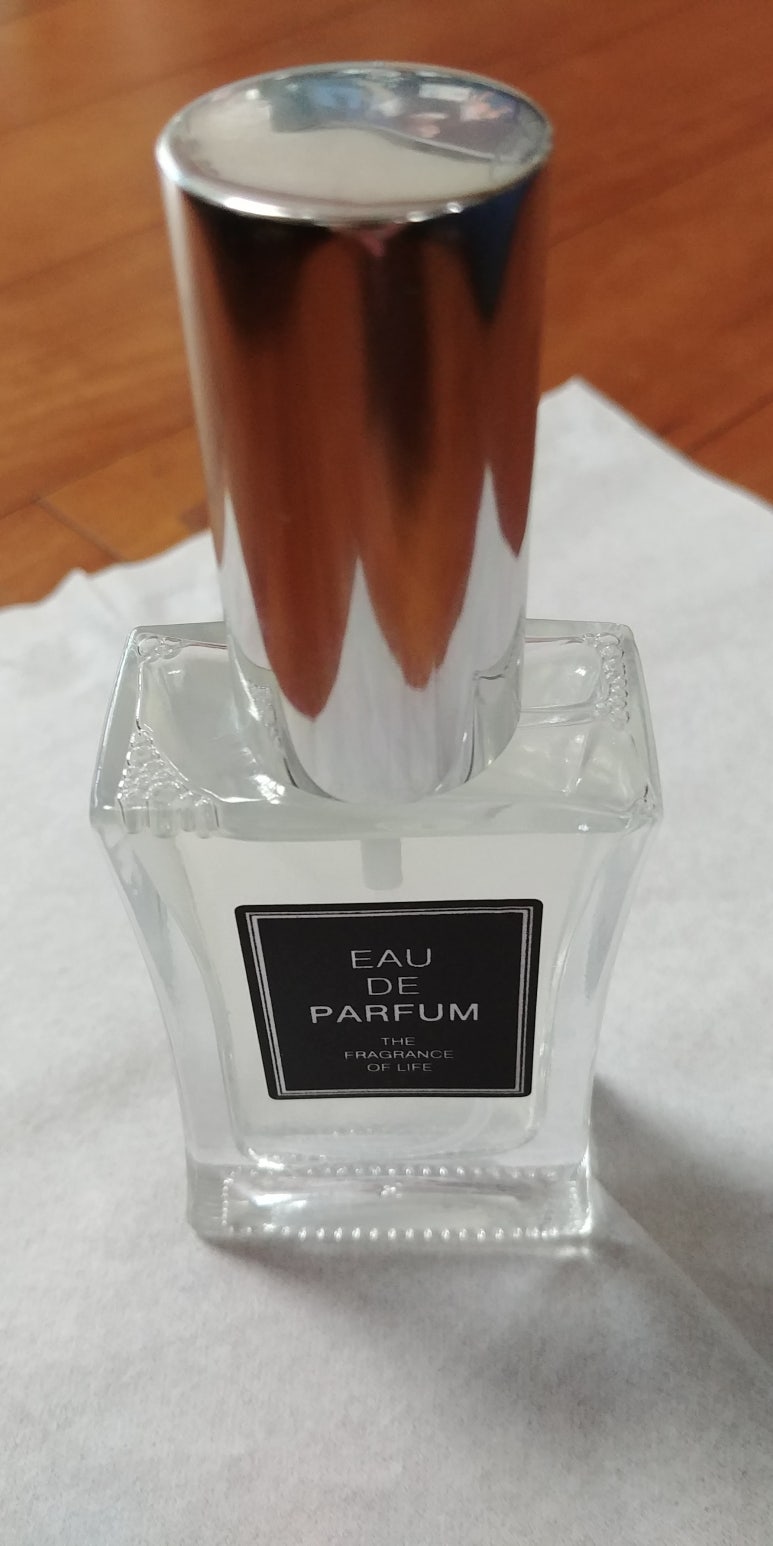 EAU
DE
PARFUM
THE
FRAGRANCE
OF LIFE